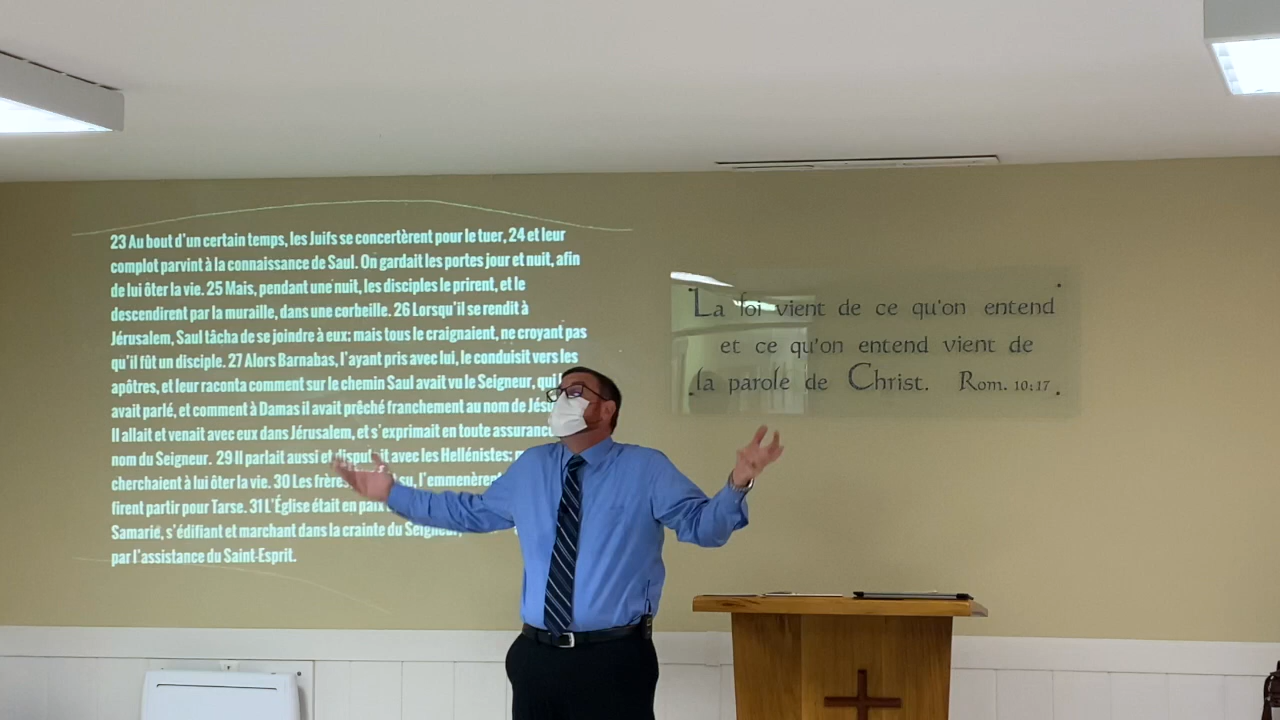 23 Au bout d'un certain temps, les Juifs se concertèrent pour le tuer, 24 et leur
complot parvint à la connaissance de Saul. On gardait les portes jour et nuit, afin
de lui ôter la vie. 25 Mais, pendant une nuit, les disciples le prirent, et le
descendirent par la muraille, dans une corbeille. 26 Lorsqu'il se rendit à
Jérusalem, Saul tâcha de se joindre à eux; mais tous le craignaient, ne croyant pas
qu'il fût un disciple. 27 Alors Barnabas, l'ayant pris avec lui, le conduisit vers les
apôtres, et leur raconta comment sur le chemin Saul avait vu le Seigneur,
avait parlé, et comment à Damas il avait prêché franchement au nom de
Il allait et venait avec eux dans Jérusalem, et s'exprimait en toute
nom du Seigneur. 29 Il parlait aussi et avec les Hellénistes;
cherchaient à lui ôter la vie. 30 Les l'emmenèrent
firent partir pour Tarse. 31 L'Église était en
Samarie, s'édifiant et marchant dans la crainte du
par l'assistance du Saint-Esprit.
La foi vient de ce qu'on entend
et ce qu'on entend vient de
la parole de Christ. Rom. 10:17